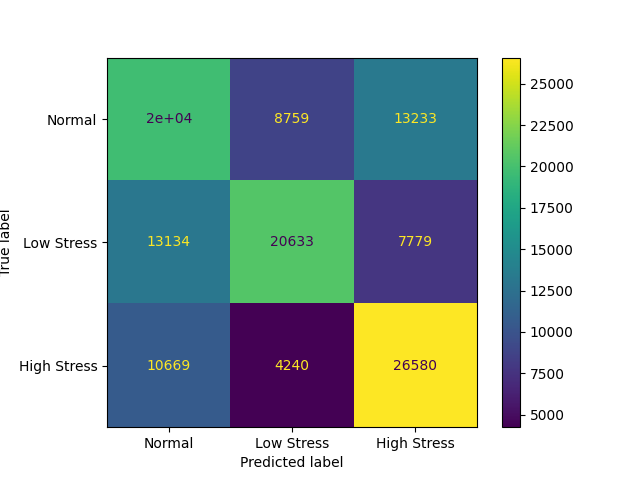 Normal 2e+04 8759 13233
Low Stress 13134 20633 7779
High Stress 10669 4240 26580
Normal Low Stress High Stress
Predicted label
True label
25000
22500
20000
17500
15000
12500
10000
7500
5000